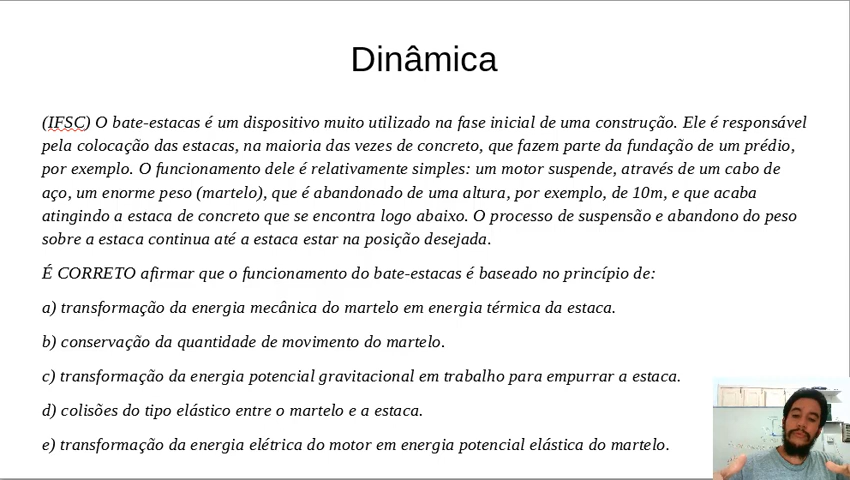 Dinâmica
(IFSC) O bate-estacas é um dispositivo muito utilizado na fase inicial de uma construção. Ele é responsável
pela colocação das estacas, na maioria das vezes de concreto, que fazem parte da fundação de um prédio,
por exemplo. O funcionamento dele é relativamente simples: um motor suspende, através de um cabo de
aço, um enorme peso (martelo), que é abandonado de uma altura, por exemplo, de 10m, e que acaba
atingindo a estaca de concreto que se encontra logo abaixo. O processo de suspensão e abandono do peso
sobre a estaca continua até a estaca estar na posição desejada.
É CORRETO afirmar que o funcionamento do bate-estacas é baseado no princípio de:
a) transformação da energia mecânica do martelo em energia térmica da estaca.
b) conservação da quantidade de movimento do martelo.
c) transformação da energia potencial gravitacional em trabalho para empurrar a estaca.
d) colisões do tipo elástico entre o martelo e a estaca.
e) transformação da energia elétrica do motor em energia potencial elástica do martelo.